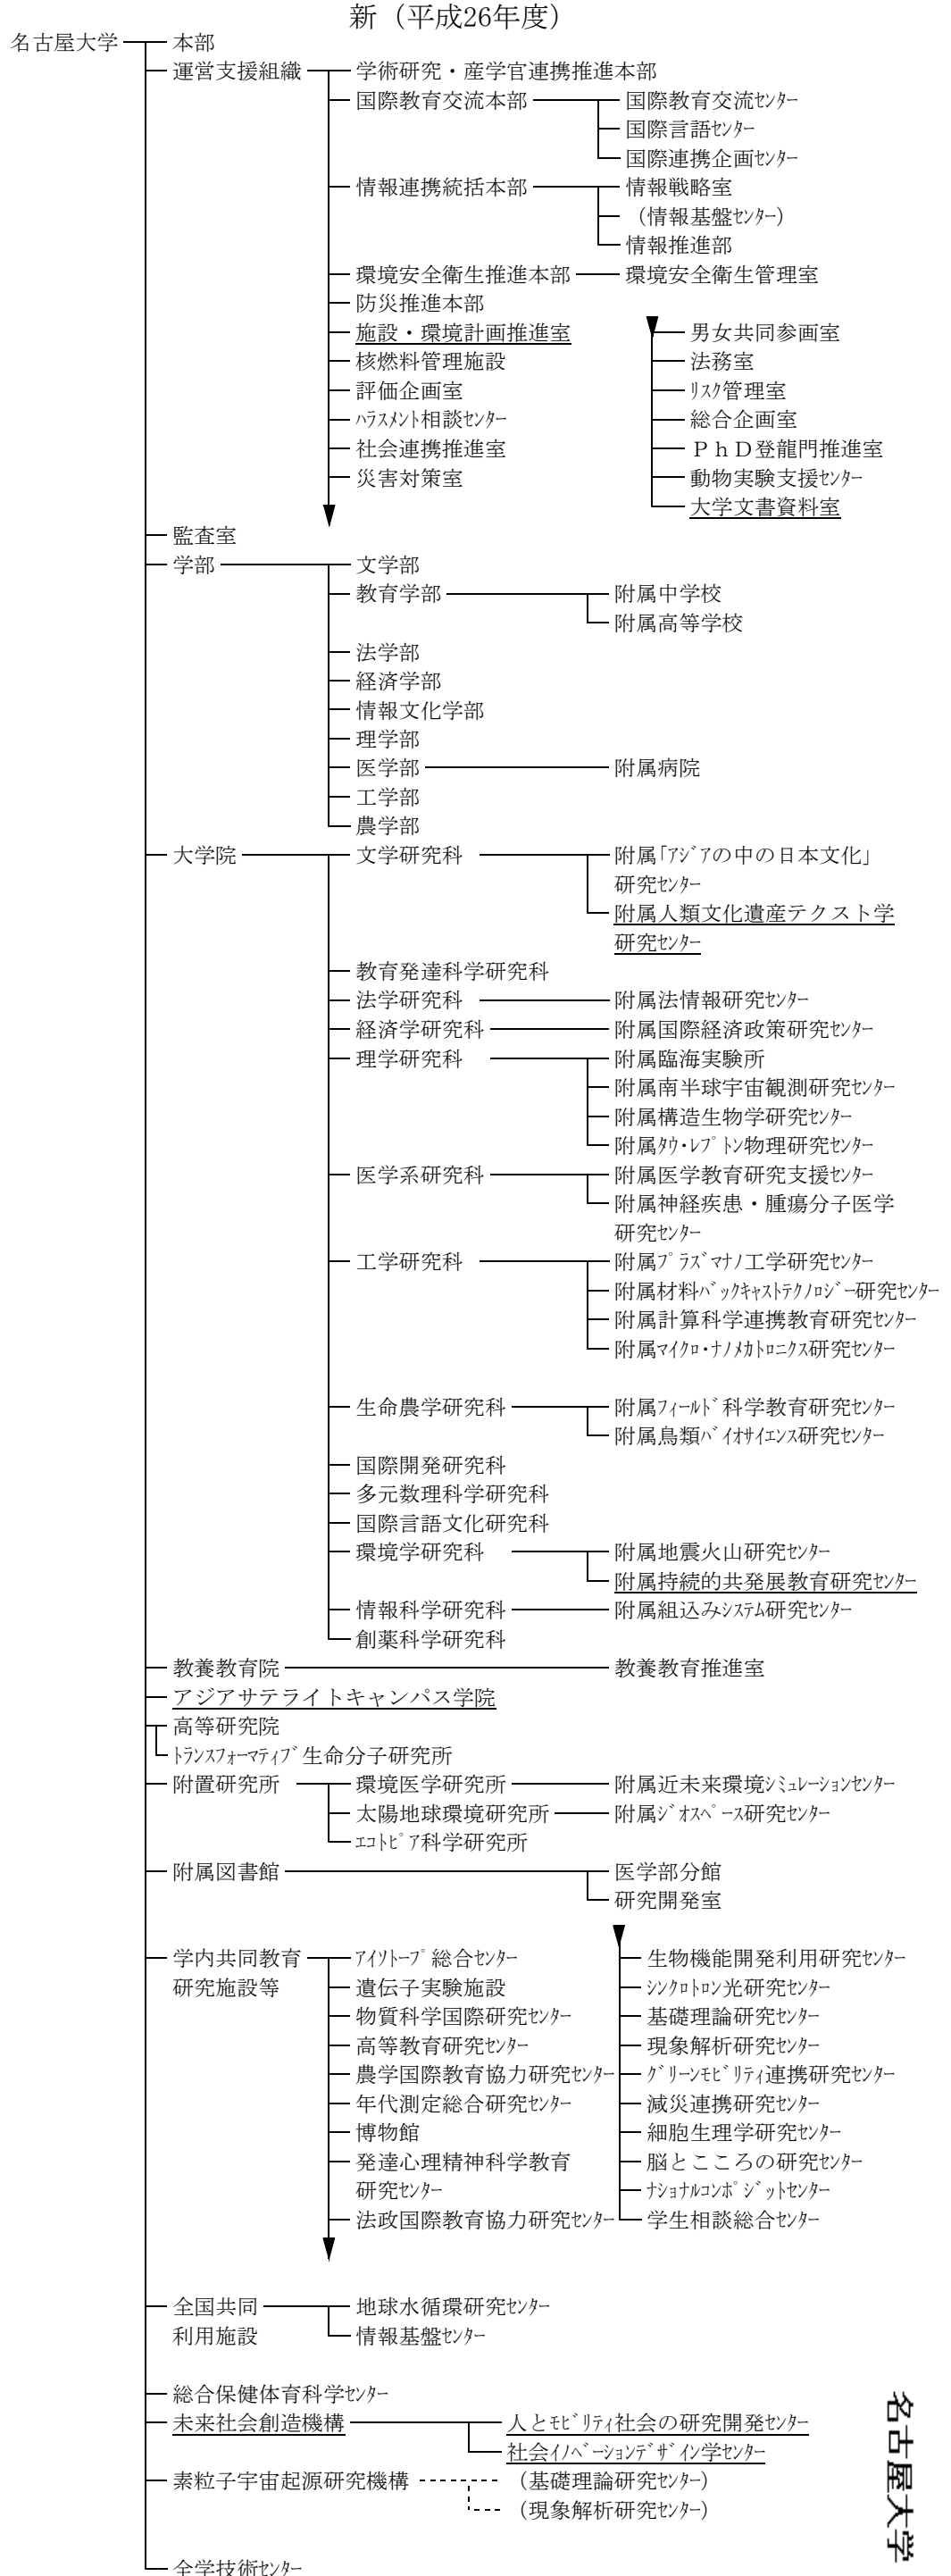 新（平成26年度）
名古屋大学
本部
運営支援組織
学術研究・産学官連携推進本部
国際教育交流本部
国際教育交流ｾﾝﾀｰ
国際言語ｾﾝﾀｰ
国際連携企画ｾﾝﾀｰ
情報連携統括本部
情報戦略室
（情報基盤ｾﾝﾀｰ）
情報推進部
環境安全衛生推進本部
環境安全衛生管理室
防災推進本部
施設・環境計画推進室
核燃料管理施設
評価企画室
ﾊﾗｽﾒﾝﾄ相談ｾﾝﾀｰ
社会連携推進室
災害対策室
男女共同参画室
法務室
ﾘｽｸ管理室
総合企画室
ＰｈＤ登龍門推進室
動物実験支援ｾﾝﾀｰ
大学文書資料室
監査室
学部
文学部
教育学部
附属中学校
附属高等学校
法学部
経済学部
情報文化学部
理学部
医学部
附属病院
工学部
農学部
大学院
文学研究科
附属｢ｱｼﾞｱの中の日本文化｣
研究ｾﾝﾀｰ
附属人類文化遺産テクスト学
研究ｾﾝﾀｰ
教育発達科学研究科
法学研究科
附属法情報研究ｾﾝﾀｰ
経済学研究科
附属国際経済政策研究ｾﾝﾀｰ
理学研究科
附属臨海実験所
附属南半球宇宙観測研究ｾﾝﾀｰ
附属構造生物学研究ｾﾝﾀｰ
附属ﾀｳ･ﾚﾌﾟﾄﾝ物理研究ｾﾝﾀｰ
医学系研究科
附属医学教育研究支援ｾﾝﾀｰ
附属神経疾患・腫瘍分子医学
研究ｾﾝﾀｰ
工学研究科
附属ﾌﾟﾗｽﾞﾏﾅﾉ工学研究ｾﾝﾀｰ
附属材料ﾊﾞｯｸｷｬｽﾄﾃｸﾉﾛｼﾞｰ研究ｾﾝﾀｰ
附属計算科学連携教育研究ｾﾝﾀｰ
附属ﾏｲｸﾛ･ﾅﾉﾒｶﾄﾛﾆｸｽ研究ｾﾝﾀｰ
生命農学研究科
附属ﾌｨｰﾙﾄﾞ科学教育研究ｾﾝﾀｰ
附属鳥類ﾊﾞｲｵｻｲｴﾝｽ研究ｾﾝﾀｰ
国際開発研究科
多元数理科学研究科
国際言語文化研究科
環境学研究科
附属地震火山研究ｾﾝﾀｰ
附属持続的共発展教育研究ｾﾝﾀｰ
情報科学研究科
附属組込みｼｽﾃﾑ研究ｾﾝﾀｰ
創薬科学研究科
教養教育院
教養教育推進室
アジアサテライトキャンパス学院
高等研究院
ﾄﾗﾝｽﾌｫｰﾏﾃｨﾌﾞ生命分子研究所
附置研究所
環境医学研究所
附属近未来環境ｼﾐｭﾚｰｼｮﾝｾﾝﾀｰ
太陽地球環境研究所
附属ｼﾞｵｽﾍﾟｰｽ研究ｾﾝﾀｰ
ｴｺﾄﾋﾟｱ科学研究所
附属図書館
医学部分館
研究開発室
学内共同教育
研究施設等
ｱｲｿﾄｰﾌﾟ総合ｾﾝﾀｰ
遺伝子実験施設
物質科学国際研究ｾﾝﾀｰ
高等教育研究ｾﾝﾀｰ
農学国際教育協力研究ｾﾝﾀｰ
年代測定総合研究ｾﾝﾀｰ
博物館
発達心理精神科学教育
研究ｾﾝﾀｰ
法政国際教育協力研究ｾﾝﾀｰ
生物機能開発利用研究ｾﾝﾀｰ
ｼﾝｸﾛﾄﾛﾝ光研究ｾﾝﾀｰ
基礎理論研究ｾﾝﾀｰ
現象解析研究ｾﾝﾀｰ
ｸﾞﾘｰﾝﾓﾋﾞﾘﾃｨ連携研究ｾﾝﾀｰ
減災連携研究ｾﾝﾀｰ
細胞生理学研究ｾﾝﾀｰ
脳とこころの研究ｾﾝﾀｰ
ﾅｼｮﾅﾙｺﾝﾎﾟｼﾞｯﾄｾﾝﾀｰ
学生相談総合ｾﾝﾀｰ
全国共同
利用施設
地球水循環研究ｾﾝﾀｰ
情報基盤ｾﾝﾀｰ
総合保健体育科学ｾﾝﾀｰ
未来社会創造機構
人とﾓﾋﾞﾘﾃｨ社会の研究開発ｾﾝﾀｰ
社会ｲﾉﾍﾞｰｼｮﾝﾃﾞｻﾞｲﾝ学ｾﾝﾀｰ
素粒子宇宙起源研究機構
（基礎理論研究ｾﾝﾀｰ）
（現象解析研究ｾﾝﾀｰ）
全学技術ｾﾝﾀｰ
名古屋大学